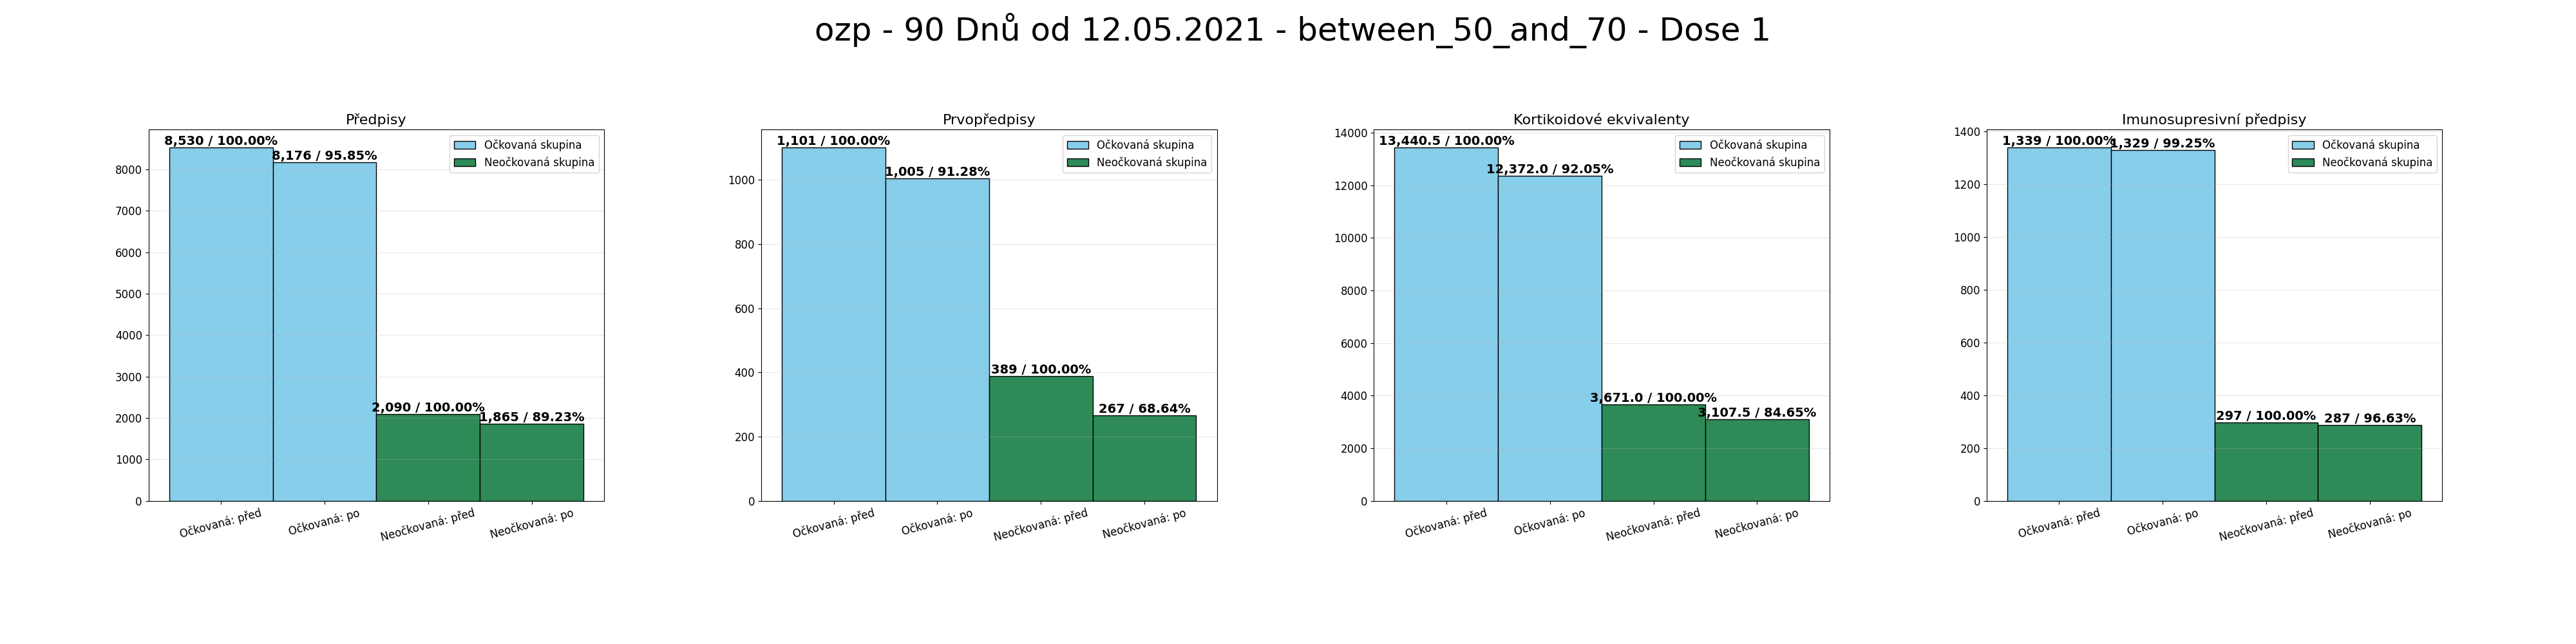 ozp - 90 Dnů od 12.05.2021 - between_50_and_70 - Dose 1
Předpisy
8,530 / 100.00%
8,176 / 95.85%
2,090 / 100.00%
1,865 / 89.23%
Očkovaná skupina
Neočkovaná skupina
8000
7000
6000
5000
4000
3000
2000
1000
0
Očkovaná: před
Očkovaná: po
Neočkovaná: před
Neočkovaná: po
Prvopředpisy
1,101 / 100.00%
1,005 / 91.28%
389 / 100.00%
267 / 68.64%
Očkovaná skupina
Neočkovaná skupina
1000
800
600
400
200
0
Očkovaná: před
Očkovaná: po
Neočkovaná: před
Neočkovaná: po
Kortikoidové ekvivalenty
13,440.5 / 100.00%
12,372.0 / 92.05%
3,671.0 / 100.00%
3,107.5 / 84.65%
Očkovaná skupina
Neočkovaná skupina
14000
12000
10000
8000
6000
4000
2000
0
Očkovaná: před
Očkovaná: po
Neočkovaná: před
Neočkovaná: po
Imunosupresivní předpisy
1,339 / 100.00%
1,329 / 99.25%
297 / 100.00%
287 / 96.63%
Očkovaná skupina
Neočkovaná skupina
1400
1200
1000
800
600
400
200
0
Očkovaná: před
Očkovaná: po
Neočkovaná: před
Neočkovaná: po